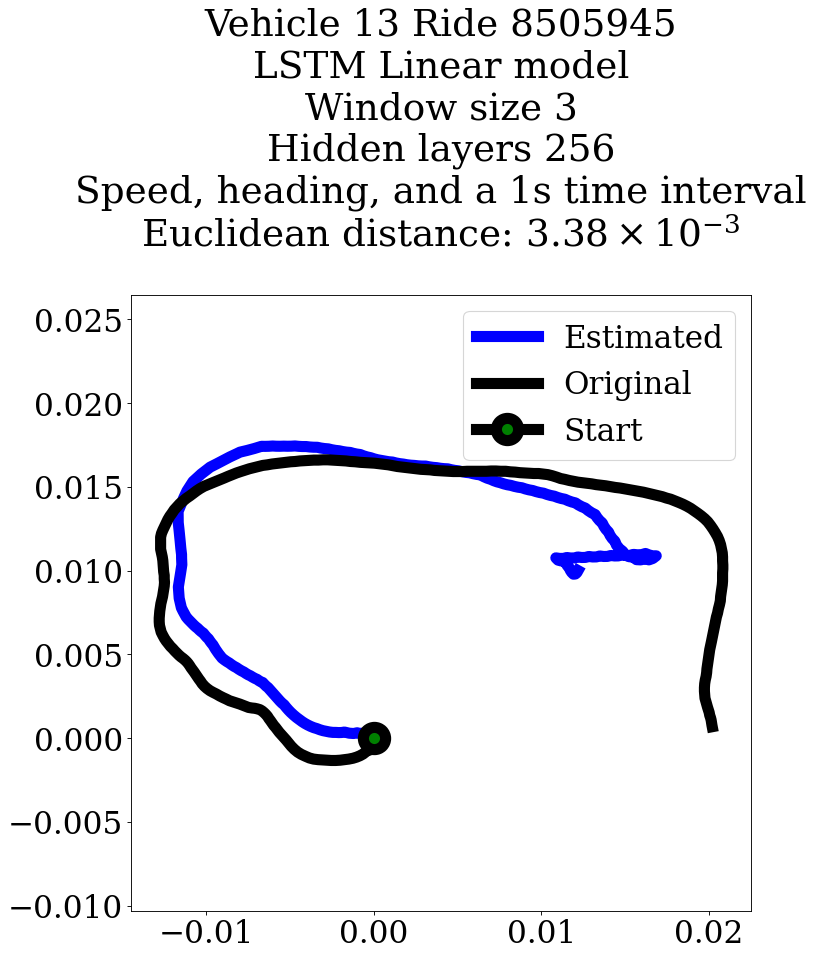 Vehicle 13 Ride 8505945
LSTM Linear model
Window size 3
Hidden layers 256
Speed, heading, and a 1s time interval
Euclidean distance: 3.38 × 10⁻³
Estimated
Original
Start
0.025
0.020
0.015
0.010
0.005
0.000
−0.005
−0.010
−0.01
0.00
0.01
0.02